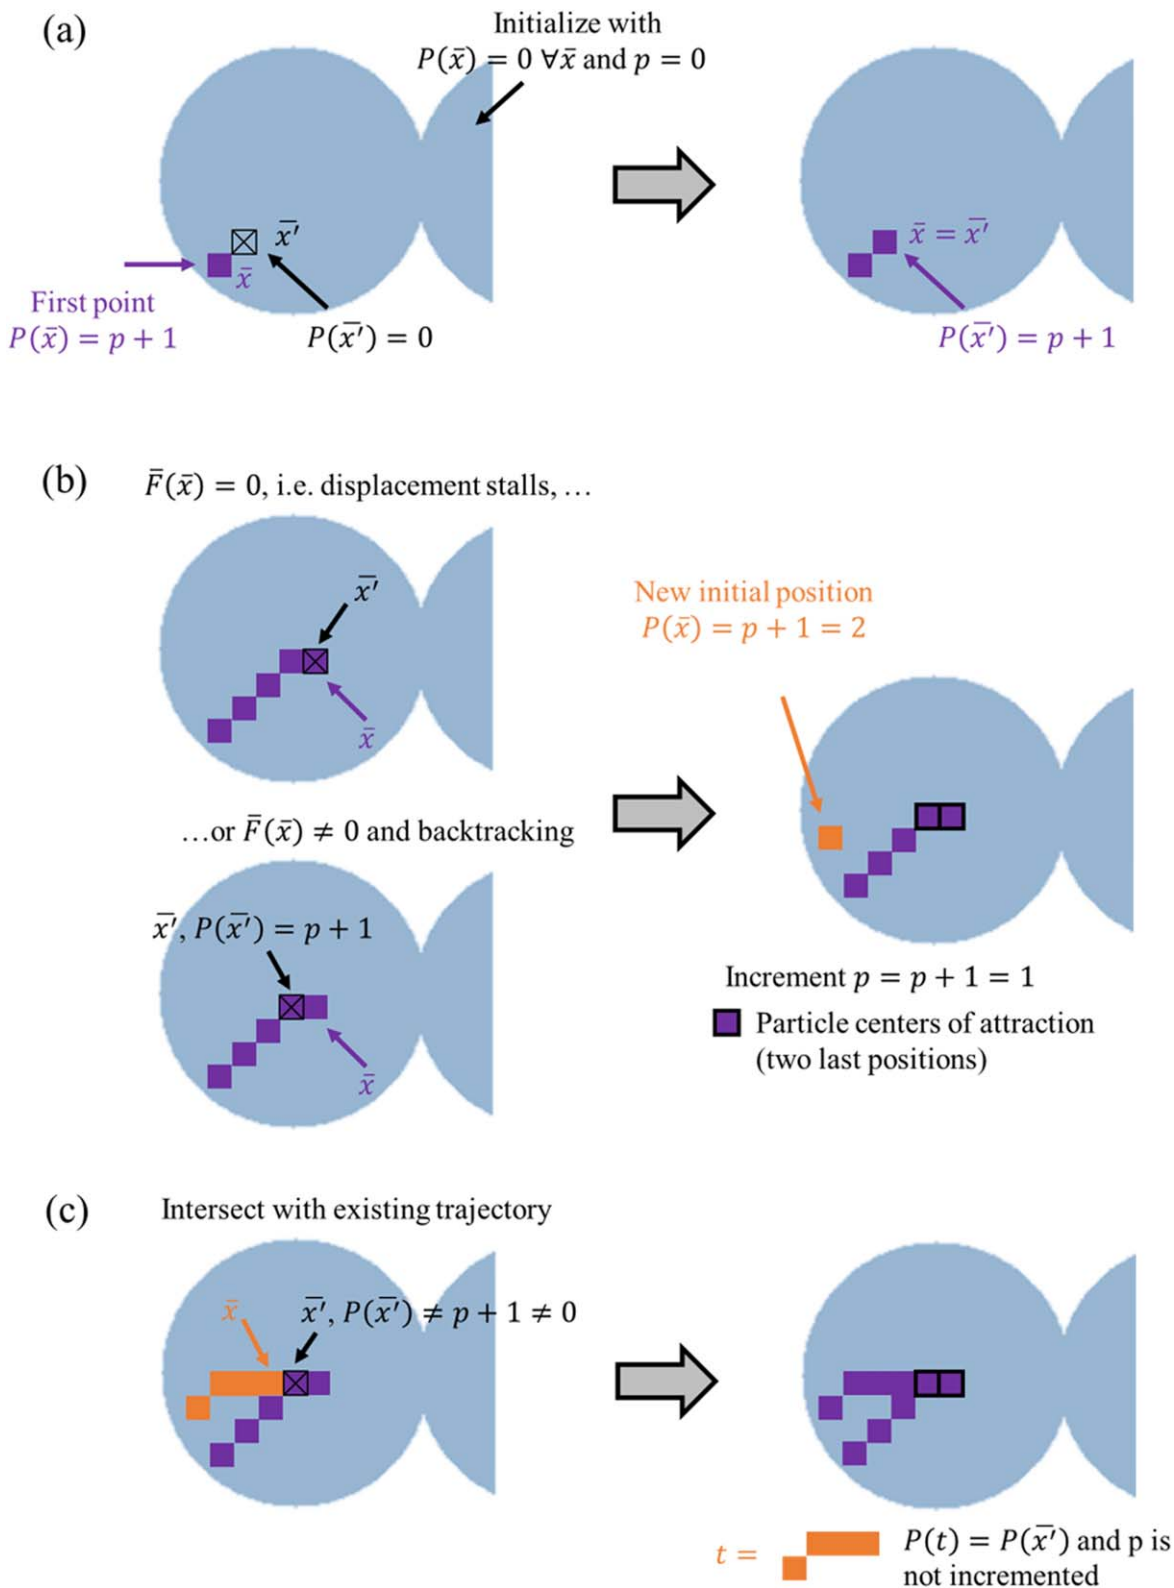 (a)
Initialize with
P(x̄) = 0 ∀x̄ and p = 0
x̄'
x̄
First point
P(x̄) = p + 1
P(x̄') = 0
x̄ = x̄'
P(x̄') = p + 1
(b)
F̄(x̄) = 0, i.e. displacement stalls, …
x̄'
x̄
New initial position
P(x̄) = p + 1 = 2
…or F̄(x̄) ≠ 0 and backtracking
x̄', P(x̄') = p + 1
x̄
Increment p = p + 1 = 1
Particle centers of attraction
(two last positions)
(c)
Intersect with existing trajectory
x̄
x̄', P(x̄') ≠ p + 1 ≠ 0
t =
P(t) = P(x̄') and p is
not incremented